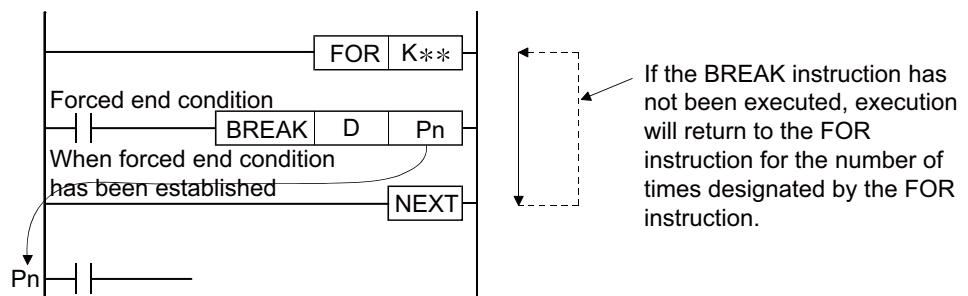 FOR K**
Forced end condition
BREAK D Pn
When forced end condition
has been established
NEXT
Pn
If the BREAK instruction has
not been executed, execution
will return to the FOR
instruction for the number of
times designated by the FOR
instruction.